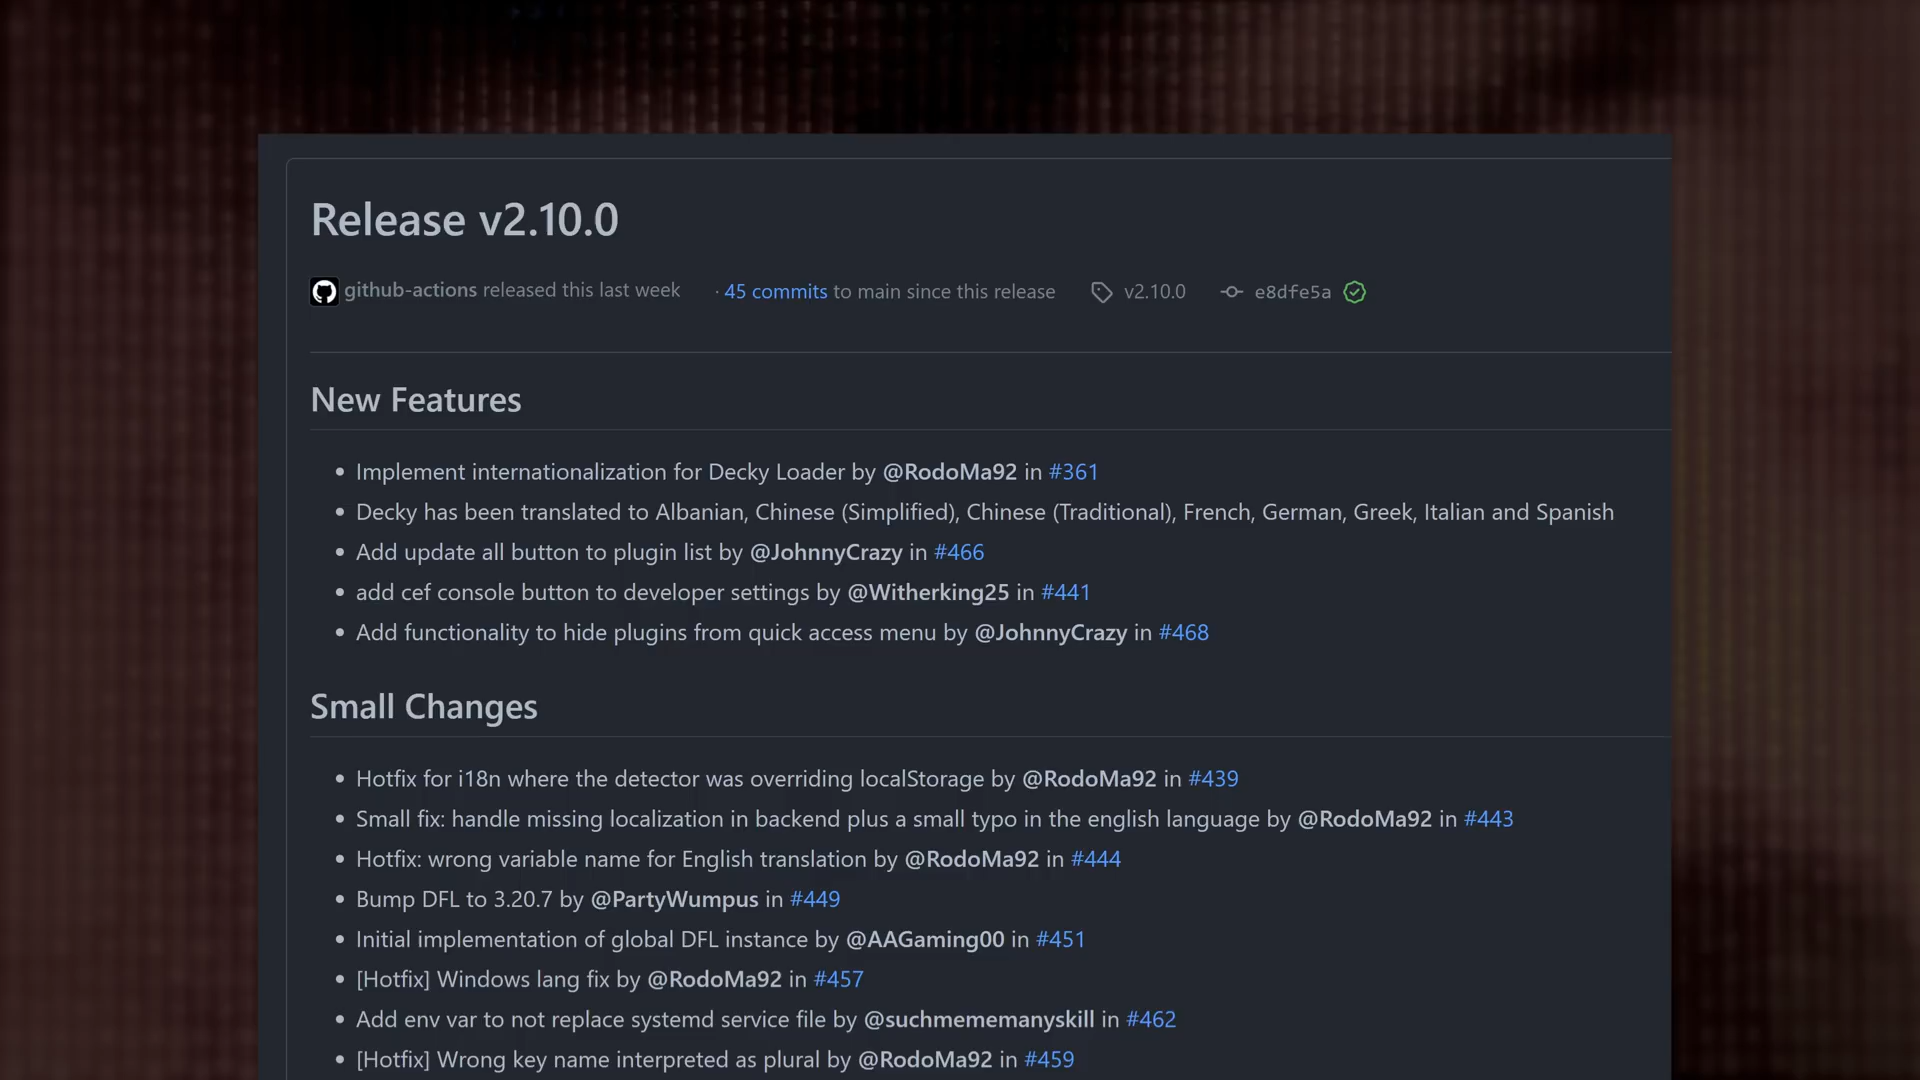 Release v2.10.0
github-actions released this last week · 45 commits to main since this release v2.10.0 e8dfe5a
New Features
• Implement internationalization for Decky Loader by @RodoMa92 in #361
• Decky has been translated to Albanian, Chinese (Simplified), Chinese (Traditional), French, German, Greek, Italian and Spanish
• Add update all button to plugin list by @JohnnyCrazy in #466
• add cef console button to developer settings by @Witherking25 in #441
• Add functionality to hide plugins from quick access menu by @JohnnyCrazy in #468
Small Changes
• Hotfix for i18n where the detector was overriding localStorage by @RodoMa92 in #439
• Small fix: handle missing localization in backend plus a small typo in the english language by @RodoMa92 in #443
• Hotfix: wrong variable name for English translation by @RodoMa92 in #444
• Bump DFL to 3.20.7 by @PartyWumpus in #449
• Initial implementation of global DFL instance by @AAGaming00 in #451
• [Hotfix] Windows lang fix by @RodoMa92 in #457
• Add env var to not replace systemd service file by @suchmememanyskill in #462
• [Hotfix] Wrong key name interpreted as plural by @RodoMa92 in #459